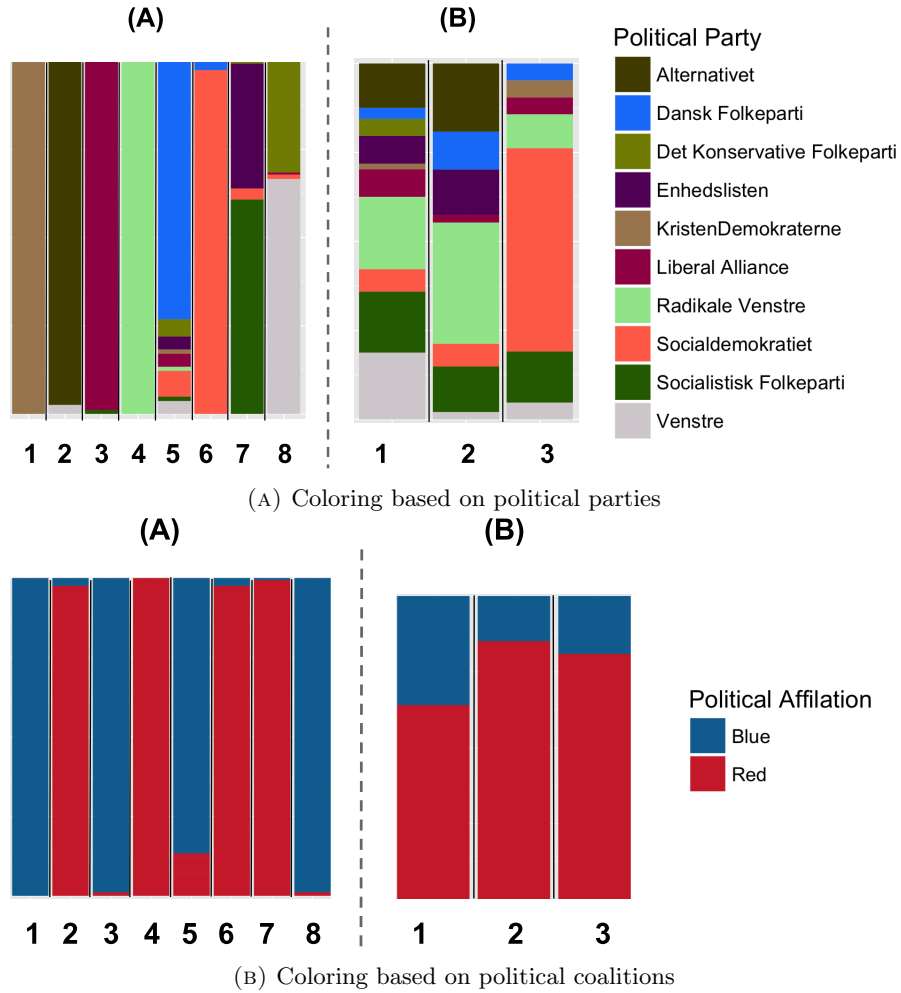 (A)
(B)
1 2 3 4 5 6 7 8
1 2 3
Political Party
Alternativet
Dansk Folkeparti
Det Konservative Folkeparti
Enhedslisten
KristenDemokraterne
Liberal Alliance
Radikale Venstre
Socialdemokratiet
Socialistisk Folkeparti
Venstre
(A) Coloring based on political parties
(A)
(B)
1 2 3 4 5 6 7 8
1 2 3
Political Affilation
Blue
Red
(B) Coloring based on political coalitions